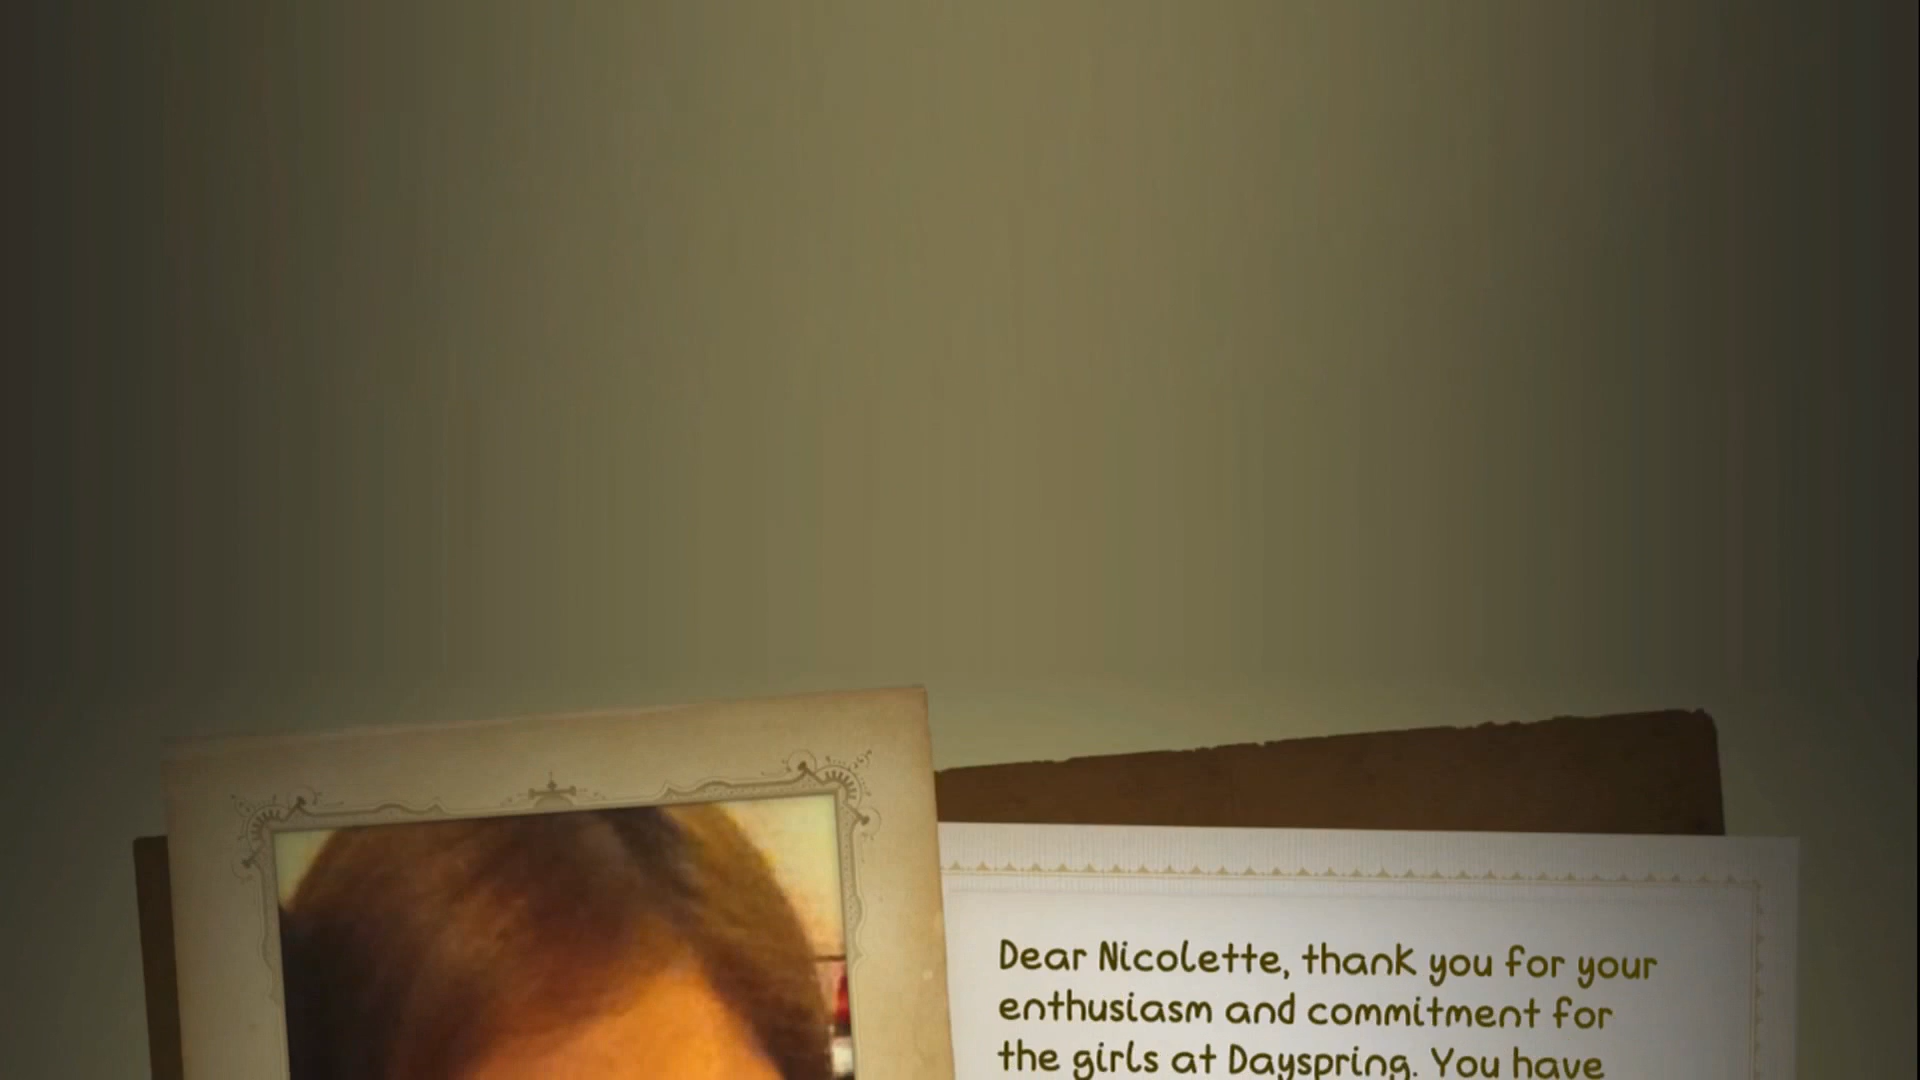 Dear Nicolette, thank you for your
enthusiasm and commitment for
the girls at Dayspring. You have